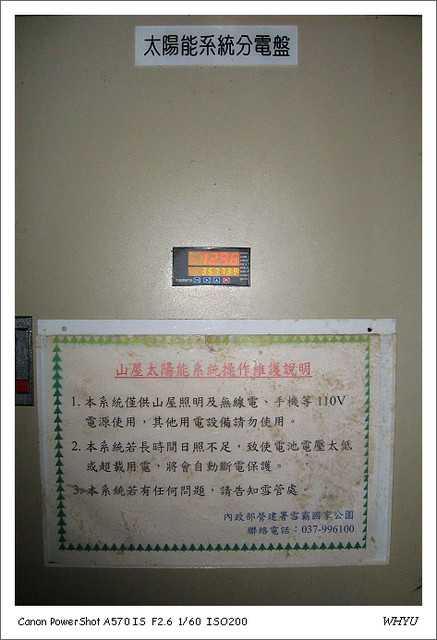 太陽能系統分電盤
1296
357738
山屋太陽能系統操作維護說明
1. 本系統僅供山屋照明及無線電、手機等110V
電源使用，其他用電設備請勿使用。
2. 本系統若長時間日照不足，致使電池電壓太低
或超載用電，將會自動斷電保護。
3. 本系統若有任何問題，請告知雪管處。
內政部營建署雪霸國家公園
聯絡電話：037-996100
Canon PowerShot A570 IS F2.6 1/60 ISO200
WHYU